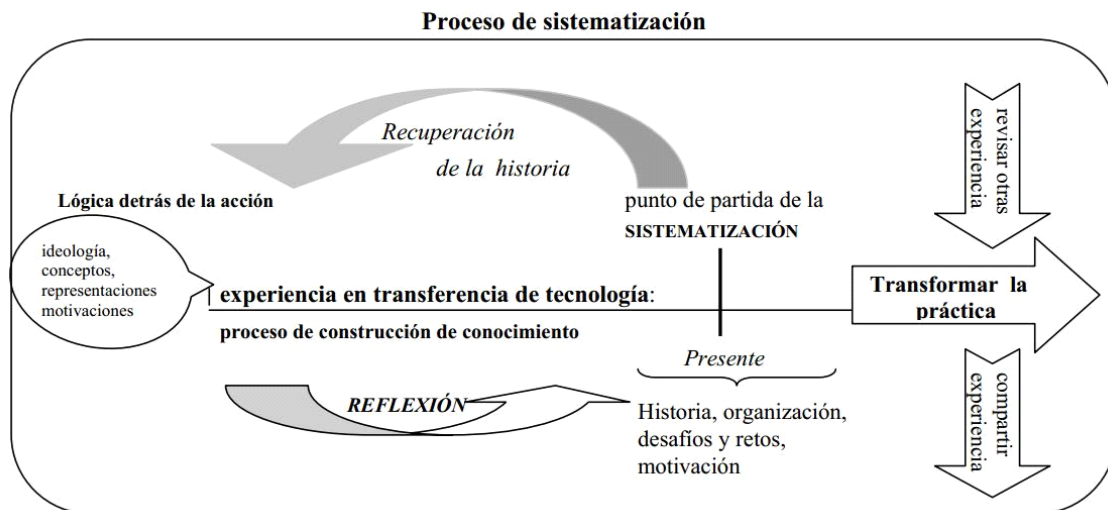 Proceso de sistematización
Recuperación
de la historia
revisar otras
experiencia
Lógica detrás de la acción
punto de partida de la
SISTEMATIZACIÓN
ideología,
conceptos,
representaciones
motivaciones
experiencia en transferencia de tecnología:
proceso de construcción de conocimiento
Transformar la
práctica
Presente
REFLEXIÓN
Historia, organización,
desafíos y retos,
motivación
compartir
experiencia